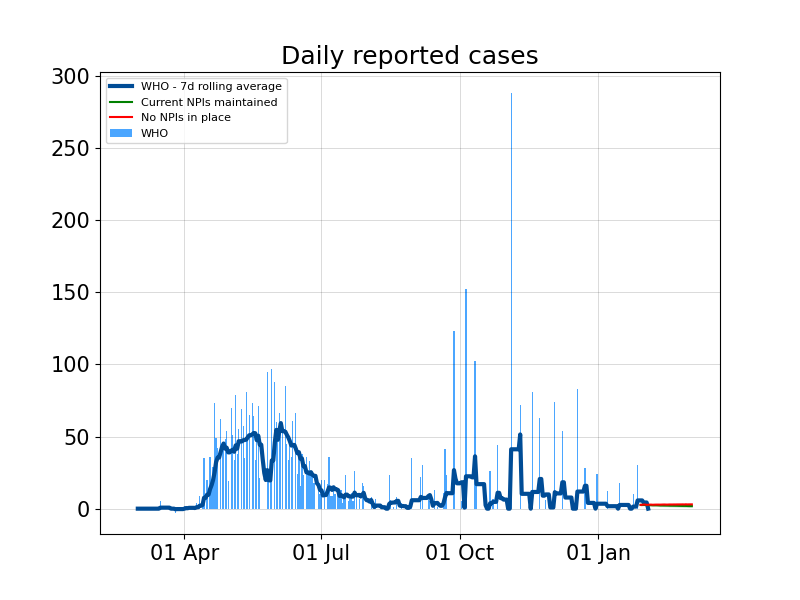 Daily reported cases
WHO - 7d rolling average
Current NPIs maintained
No NPIs in place
WHO
300
250
200
150
100
50
0
01 Apr
01 Jul
01 Oct
01 Jan